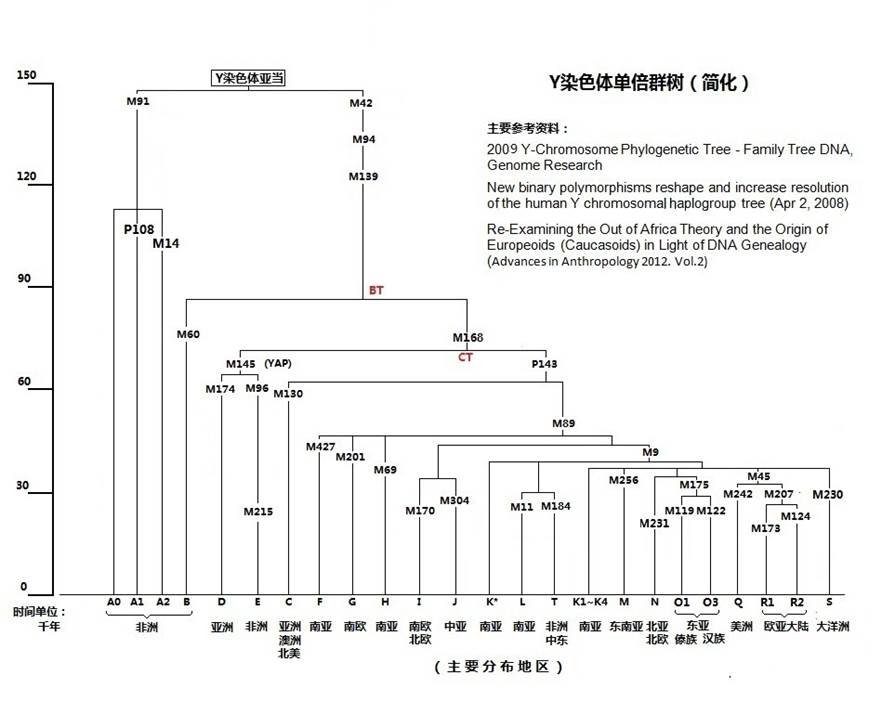 Y染色体单倍群树（简化）
主要参考资料：
2009 Y-Chromosome Phylogenetic Tree - Family Tree DNA,
Genome Research
New binary polymorphisms reshape and increase resolution
of the human Y chromosomal haplogroup tree (Apr 2, 2008)
Re-Examining the Out of Africa Theory and the Origin of
Europeoids (Caucasoids) in Light of DNA Genealogy
(Advances in Anthropology 2012. Vol.2)
Y染色体亚当
150
M91 M42
M94
120
M139
P108
M14
90
BT
M60 M168
CT
M145 (YAP) P143
60
M174 M96 M130
M89
M427 M201 M69
M9
M256 M175 M45
30
M170 M304 M11 M184 M231 M119 M122 M242 M207 M173 M124 M230
M215
0
A0 A1 A2 B D E C F G H I J K* L T K1~K4 M N O1 O3 Q R1 R2 S
时间单位：
千年
非洲 亚洲 非洲 亚洲 南亚 南欧 南亚 南欧 中亚 南亚 南亚 非洲 南亚 东南亚 北亚 东亚 美洲 欧亚大陆 大洋洲
澳洲 北欧 中东 北欧 傣族 汉族
北美
（主要分布地区）